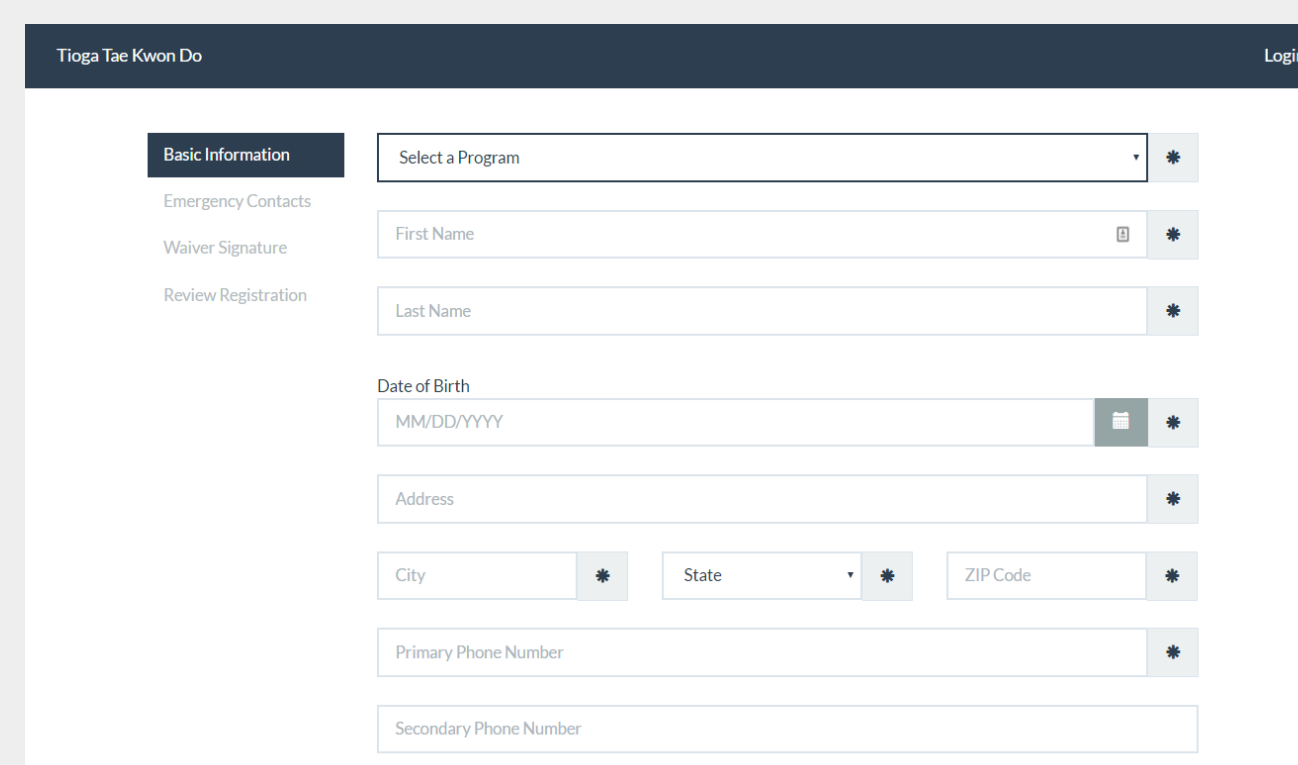 Tioga Tae Kwon Do
Basic Information
Emergency Contacts
Waiver Signature
Review Registration
Select a Program
First Name
Last Name
Date of Birth
MM/DD/YYYY
Address
City State ZIP Code
Primary Phone Number
Secondary Phone Number